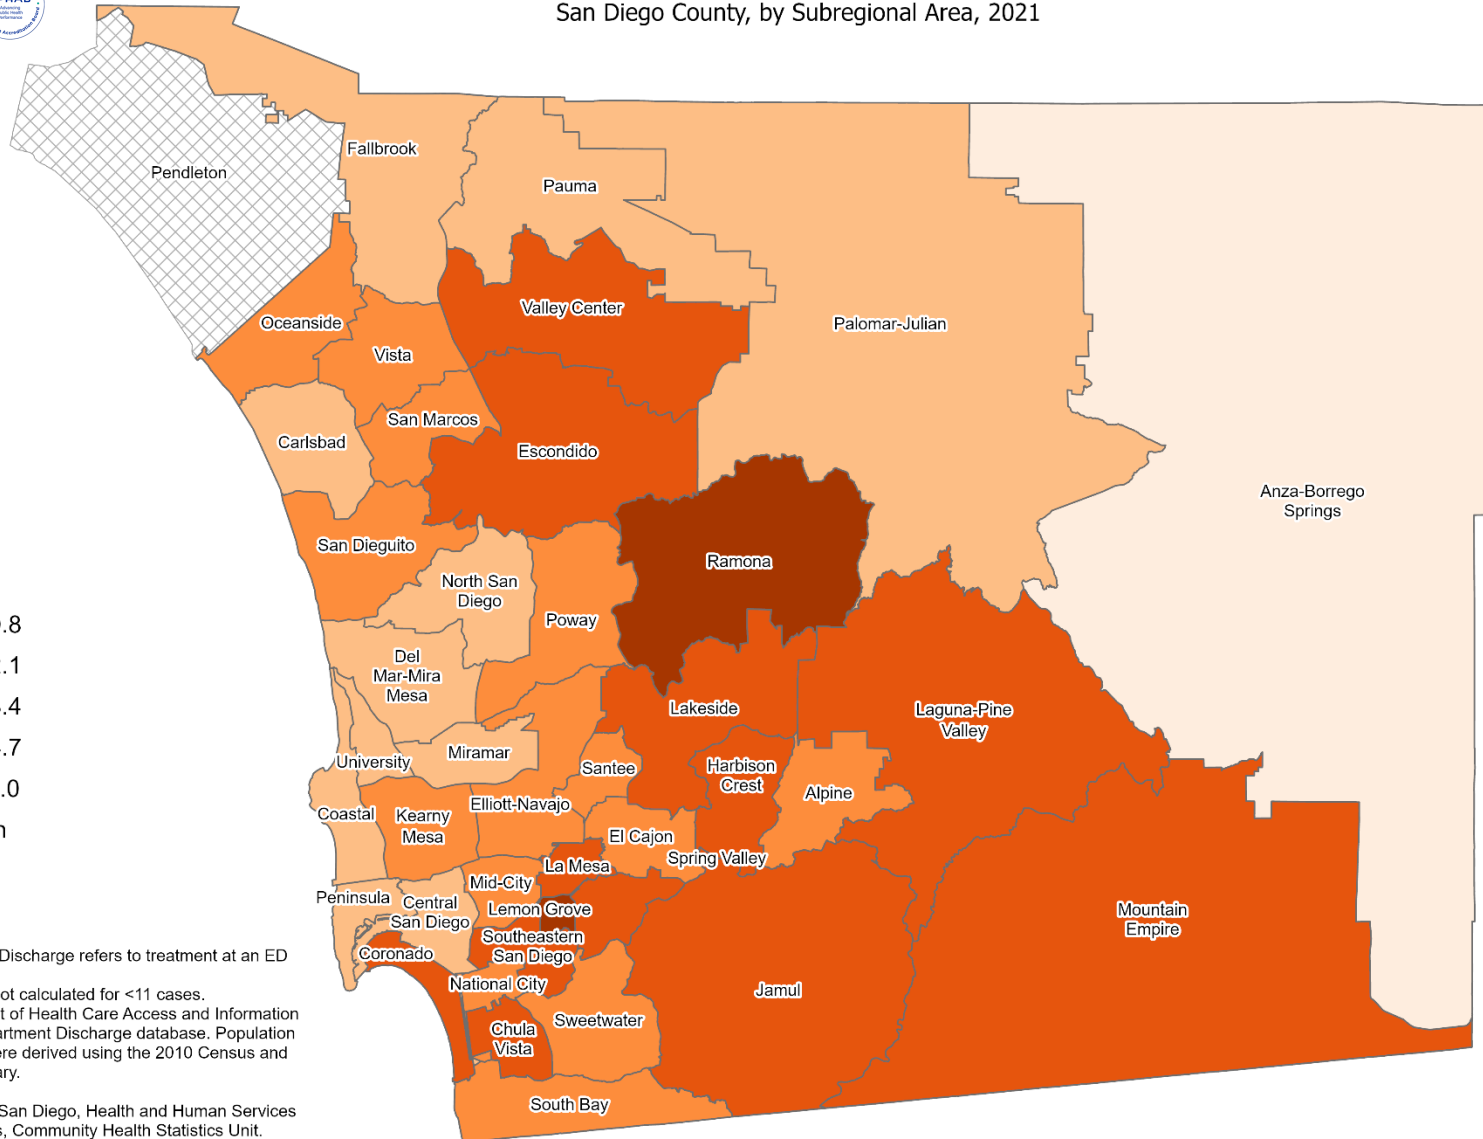 San Diego County, by Subregional Area, 2021
Fallbrook
Pendleton
Pauma
Valley Center
Oceanside
Palomar-Julian
Vista
San Marcos
Carlsbad
Escondido
Anza-Borrego
Springs
San Dieguito
Ramona
North San
Diego
Poway
.8
.1
Del
Mar-Mira
Mesa
.4
Lakeside
Laguna-Pine
Valley
.7
Miramar
University
Santee
Harbison
Crest
.0
Alpine
Elliott-Navajo
Coastal
Kearny
Mesa
El Cajon
Spring Valley
La Mesa
Mid-City
Peninsula
Central
San Diego
Lemon Grove
Mountain
Empire
Southeastern
San Diego
Coronado
Discharge refers to treatment at an ED
National City
Jamul
ot calculated for <11 cases.
t of Health Care Access and Information
Sweetwater
artment Discharge database. Population
Chula
Vista
ere derived using the 2010 Census and
ary.
South Bay
San Diego, Health and Human Services
s, Community Health Statistics Unit.